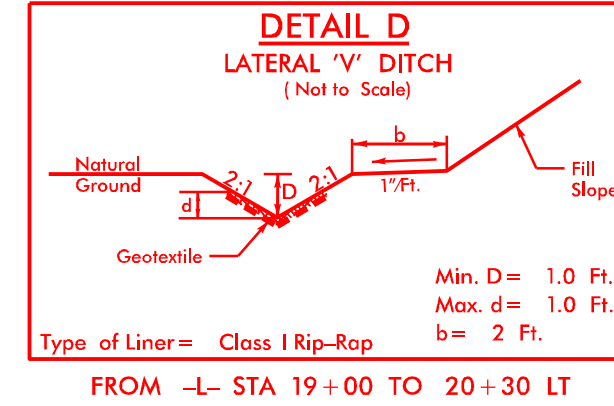 DETAIL D
LATERAL 'V' DITCH
( Not to Scale)
b
Natural
Ground
2:1
D
2:1
1"/Ft.
Fill
Slope
d
Geotextile
Min. D = 1.0 Ft.
Max. d = 1.0 Ft.
b = 2 Ft.
Type of Liner = Class I Rip-Rap
FROM -L- STA 19+00 TO 20+30 LT